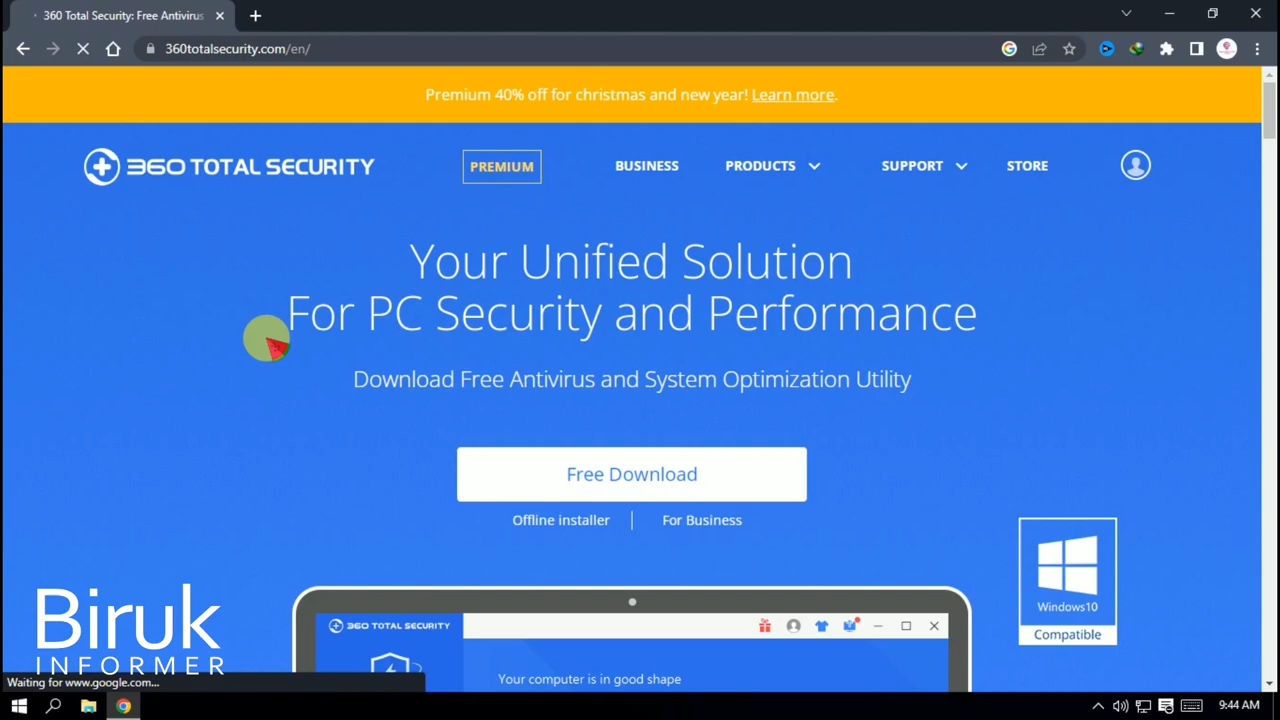 360 Total Security: Free Antivirus
360totalsecurity.com/en/
Premium 40% off for christmas and new year! Learn more.
360 TOTAL SECURITY
PREMIUM
BUSINESS
PRODUCTS
SUPPORT
STORE
Your Unified Solution
For PC Security and Performance
Download Free Antivirus and System Optimization Utility
Free Download
Offline installer
For Business
Windows10
Compatible
360 TOTAL SECURITY
Your computer is in good shape
Biruk
INFORMER
Waiting for www.google.com...
9:44 AM